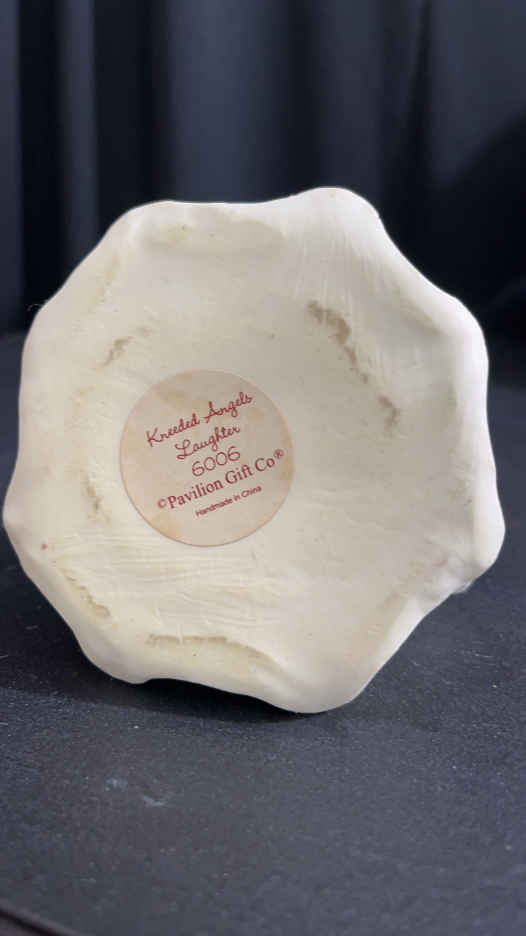 Kneeded Angels
Laughter
6006
©Pavilion Gift Co®
Handmade in China